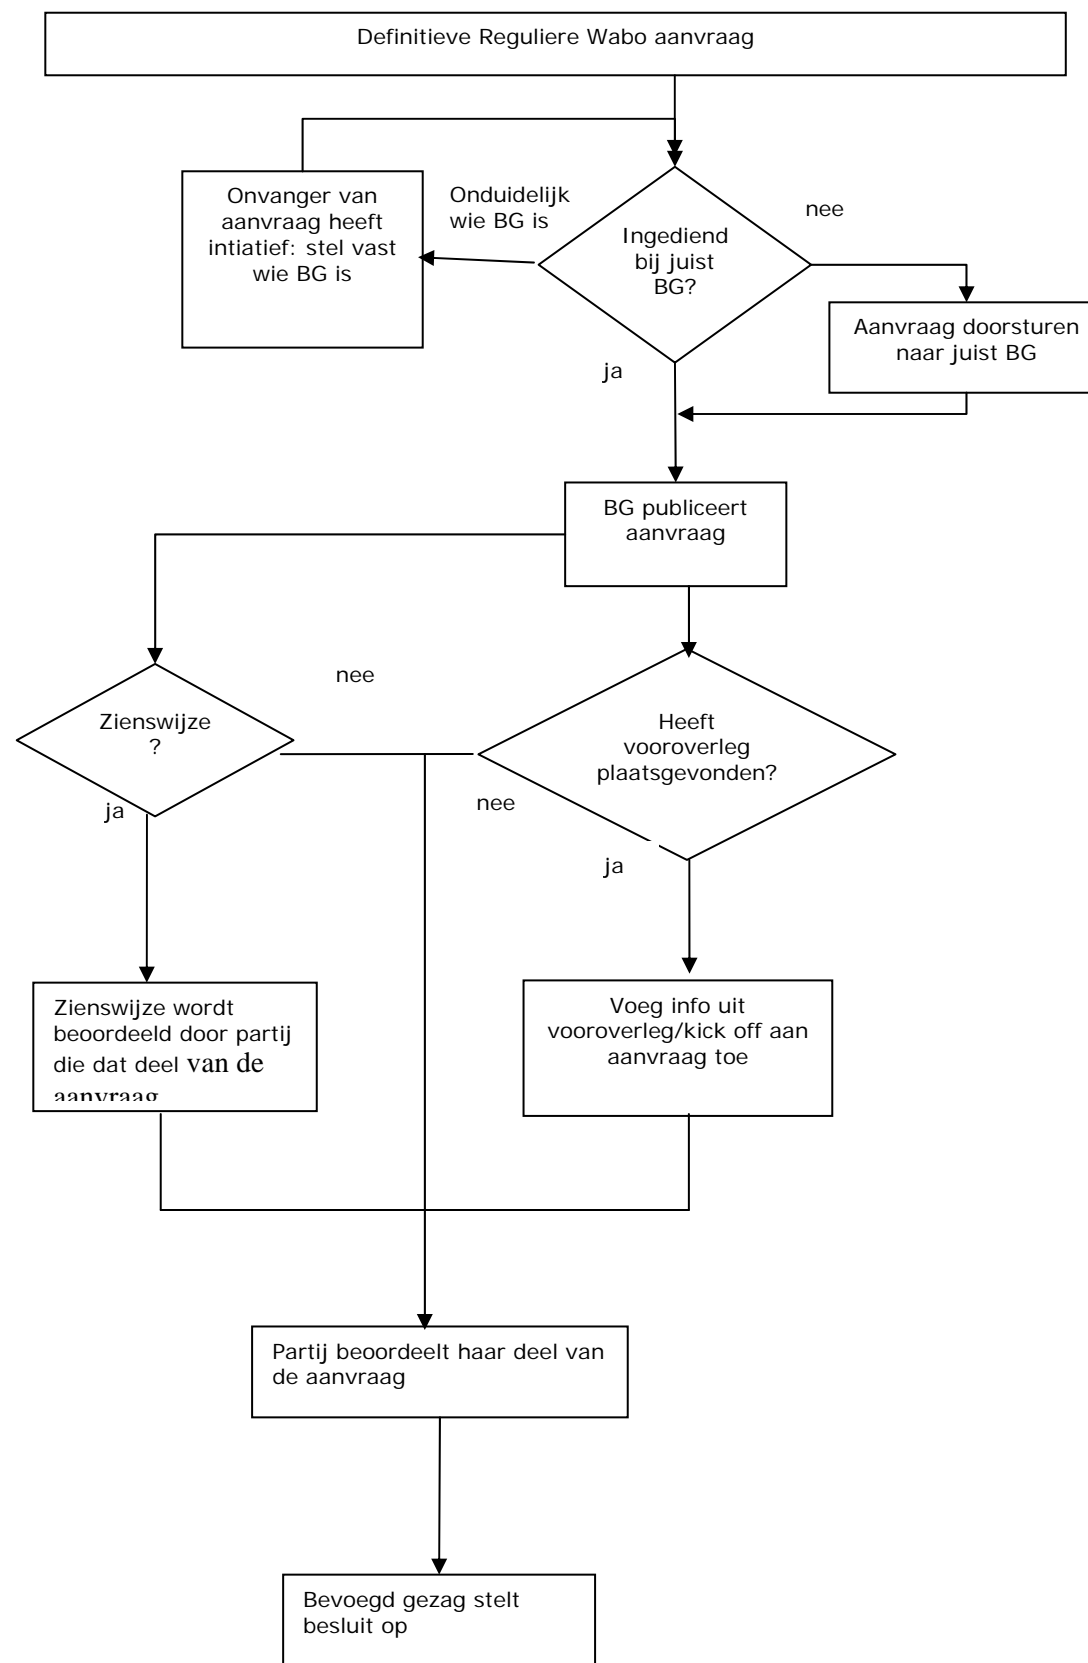 Definitieve Reguliere Wabo aanvraag
Onvanger van
aanvraag heeft
intiatief: stel vast
wie BG is
Onduidelijk
wie BG is
Ingediend
bij juist
BG?
nee
Aanvraag doorsturen
naar juist BG
ja
BG publiceert
aanvraag
Zienswijze
?
nee
Heeft
vooroverleg
plaatsgevonden?
nee
ja
ja
Zienswijze wordt
beoordeeld door partij
die dat deel van de
aanvraag
Voeg info uit
vooroverleg/kick off aan
aanvraag toe
Partij beoordeelt haar deel van
de aanvraag
Bevoegd gezag stelt
besluit op